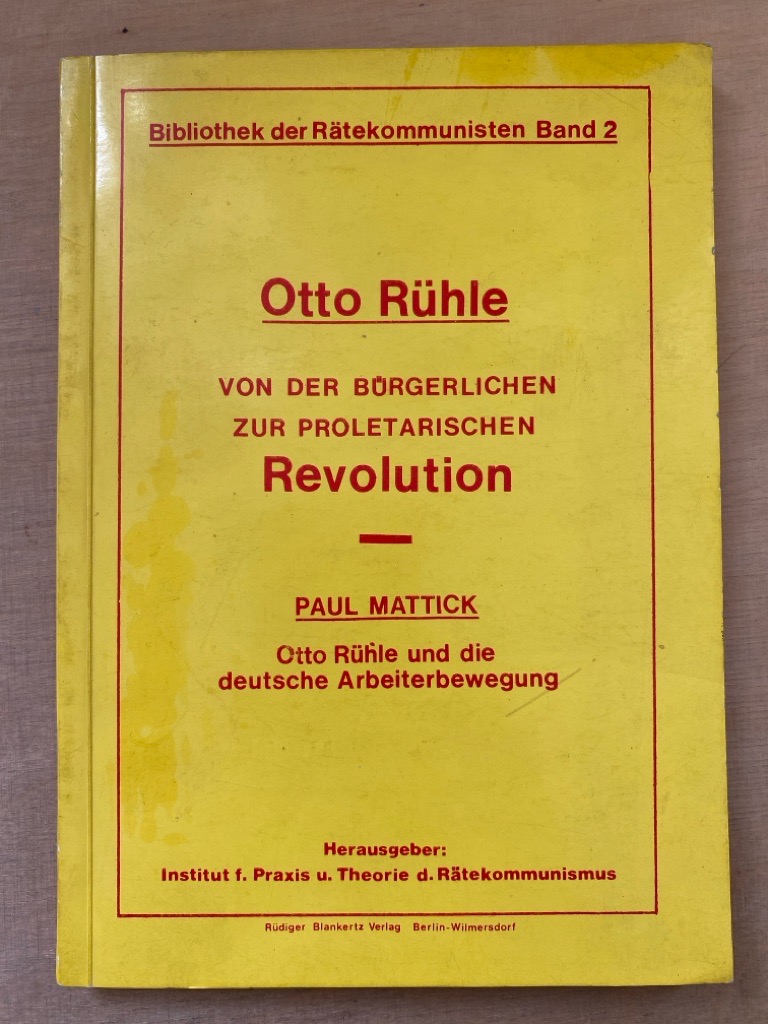 Bibliothek der Rätekommunisten Band 2
Otto Rühle
VON DER BÜRGERLICHEN
ZUR PROLETARISCHEN
Revolution
PAUL MATTICK
Otto Rühle und die
deutsche Arbeiterbewegung
Herausgeber:
Institut f. Praxis u. Theorie d. Rätekommunismus
Rüdiger Blankertz Verlag Berlin-Wilmersdorf